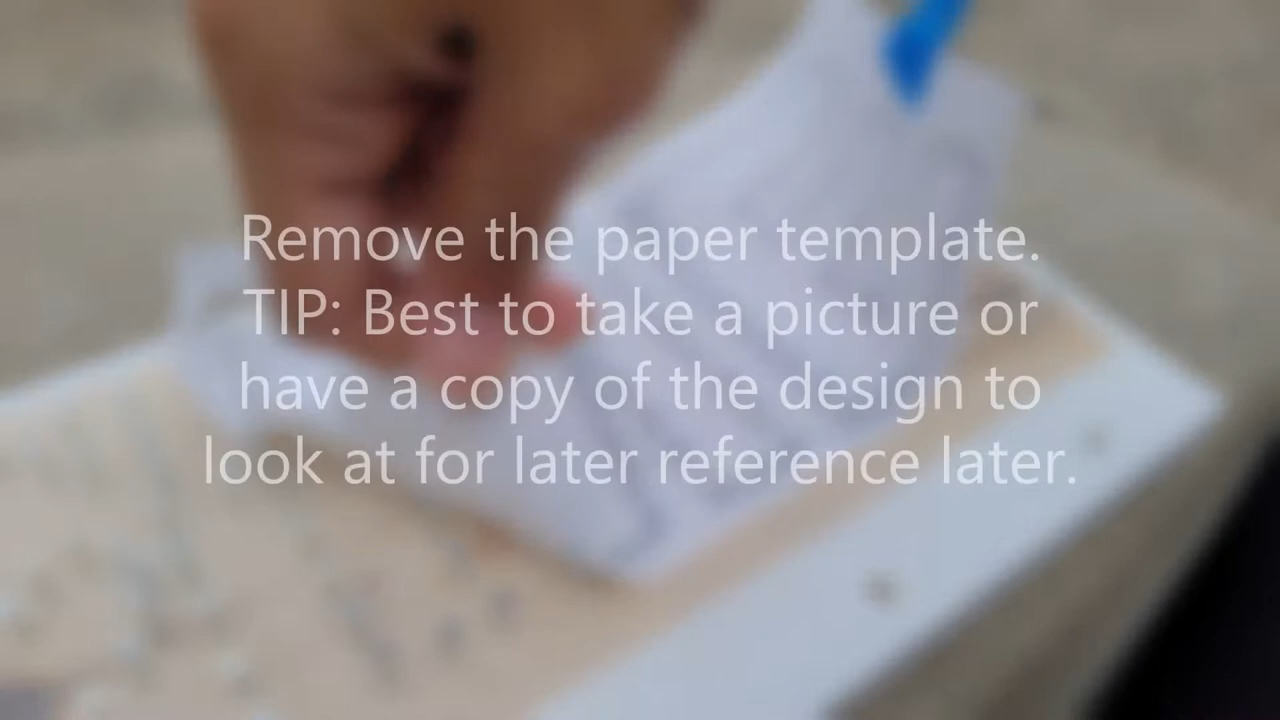 Remove the paper template.
TIP: Best to take a picture or
have a copy of the design to
look at for later reference later.